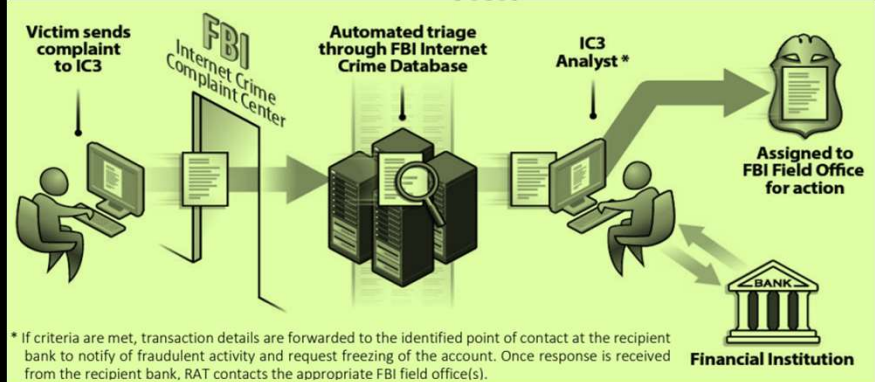 Victim sends
complaint
to IC3
FBI
Internet Crime
Complaint Center
Automated triage
through FBI Internet
Crime Database
IC3
Analyst *
Assigned to
FBI Field Office
for action
BANK
Financial Institution
* If criteria are met, transaction details are forwarded to the identified point of contact at the recipient
bank to notify of fraudulent activity and request freezing of the account. Once response is received
from the recipient bank, RAT contacts the appropriate FBI field office(s).